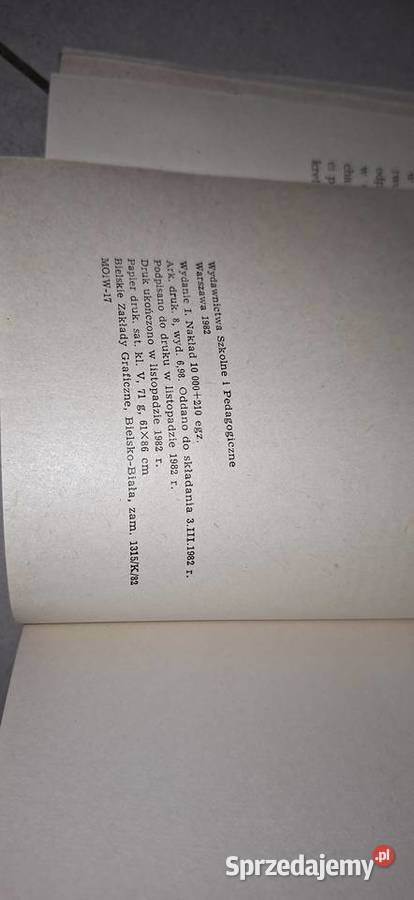 Wydawnictwa Szkolne i Pedagogiczne
Warszawa 1982
Wydanie I. Nakład 10 000+210 egz.
Ark. druk. 8, wyd. 6,98. Oddano do składania 3.III.1982 r.
Podpisano do druku w listopadzie 1982 r.
Druk ukończono w listopadzie 1982 r.
Papier druk. sat. kl. V, 71 g, 61×86 cm
Bielskie Zakłady Graficzne, Bielsko-Biała, zam. 1315/K/82
MOiW-17
Sprzedajemy.pl